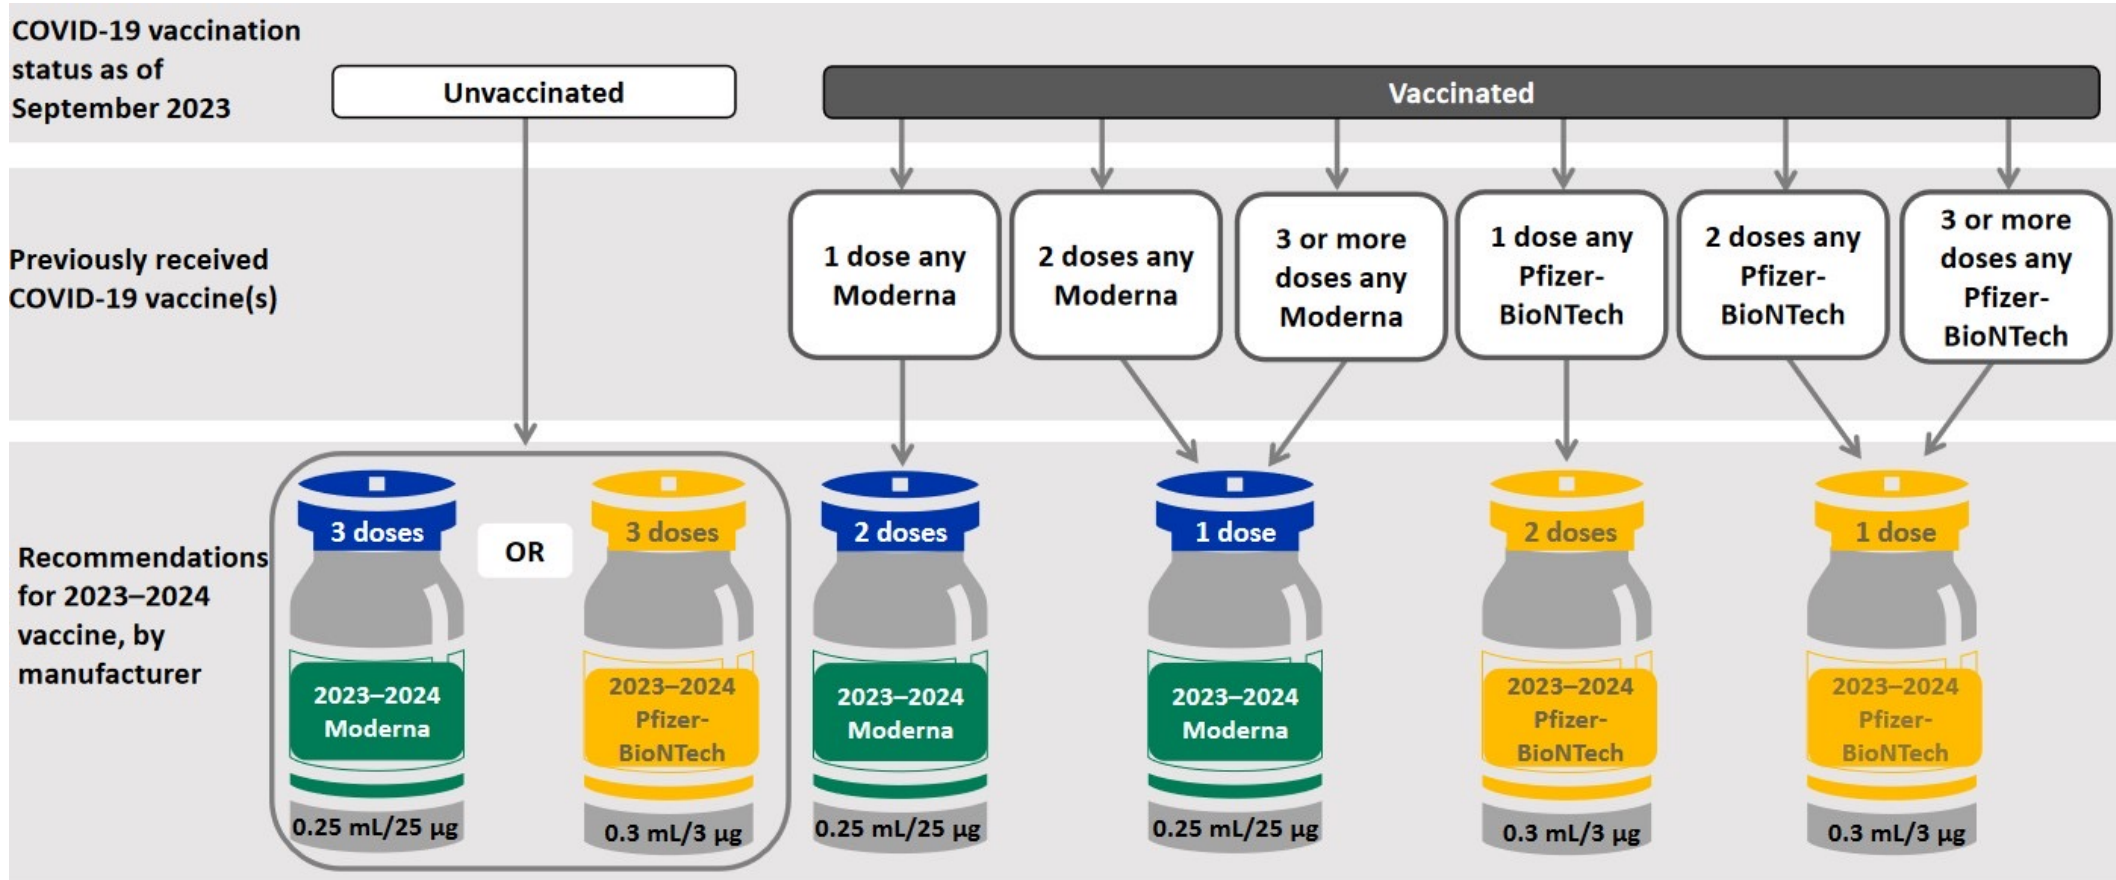 COVID-19 vaccination
status as of
September 2023
Unvaccinated
Vaccinated
Previously received
COVID-19 vaccine(s)
1 dose any
Moderna
2 doses any
Moderna
3 or more
doses any
Moderna
1 dose any
Pfizer-
BioNTech
2 doses any
Pfizer-
BioNTech
3 or more
doses any
Pfizer-
BioNTech
Recommendations
for 2023–2024
vaccine, by
manufacturer
3 doses
2023–2024
Moderna
0.25 mL/25 µg
OR
3 doses
2023–2024
Pfizer-
BioNTech
0.3 mL/3 µg
2 doses
2023–2024
Moderna
0.25 mL/25 µg
1 dose
2023–2024
Moderna
0.25 mL/25 µg
2 doses
2023–2024
Pfizer-
BioNTech
0.3 mL/3 µg
1 dose
2023–2024
Pfizer-
BioNTech
0.3 mL/3 µg